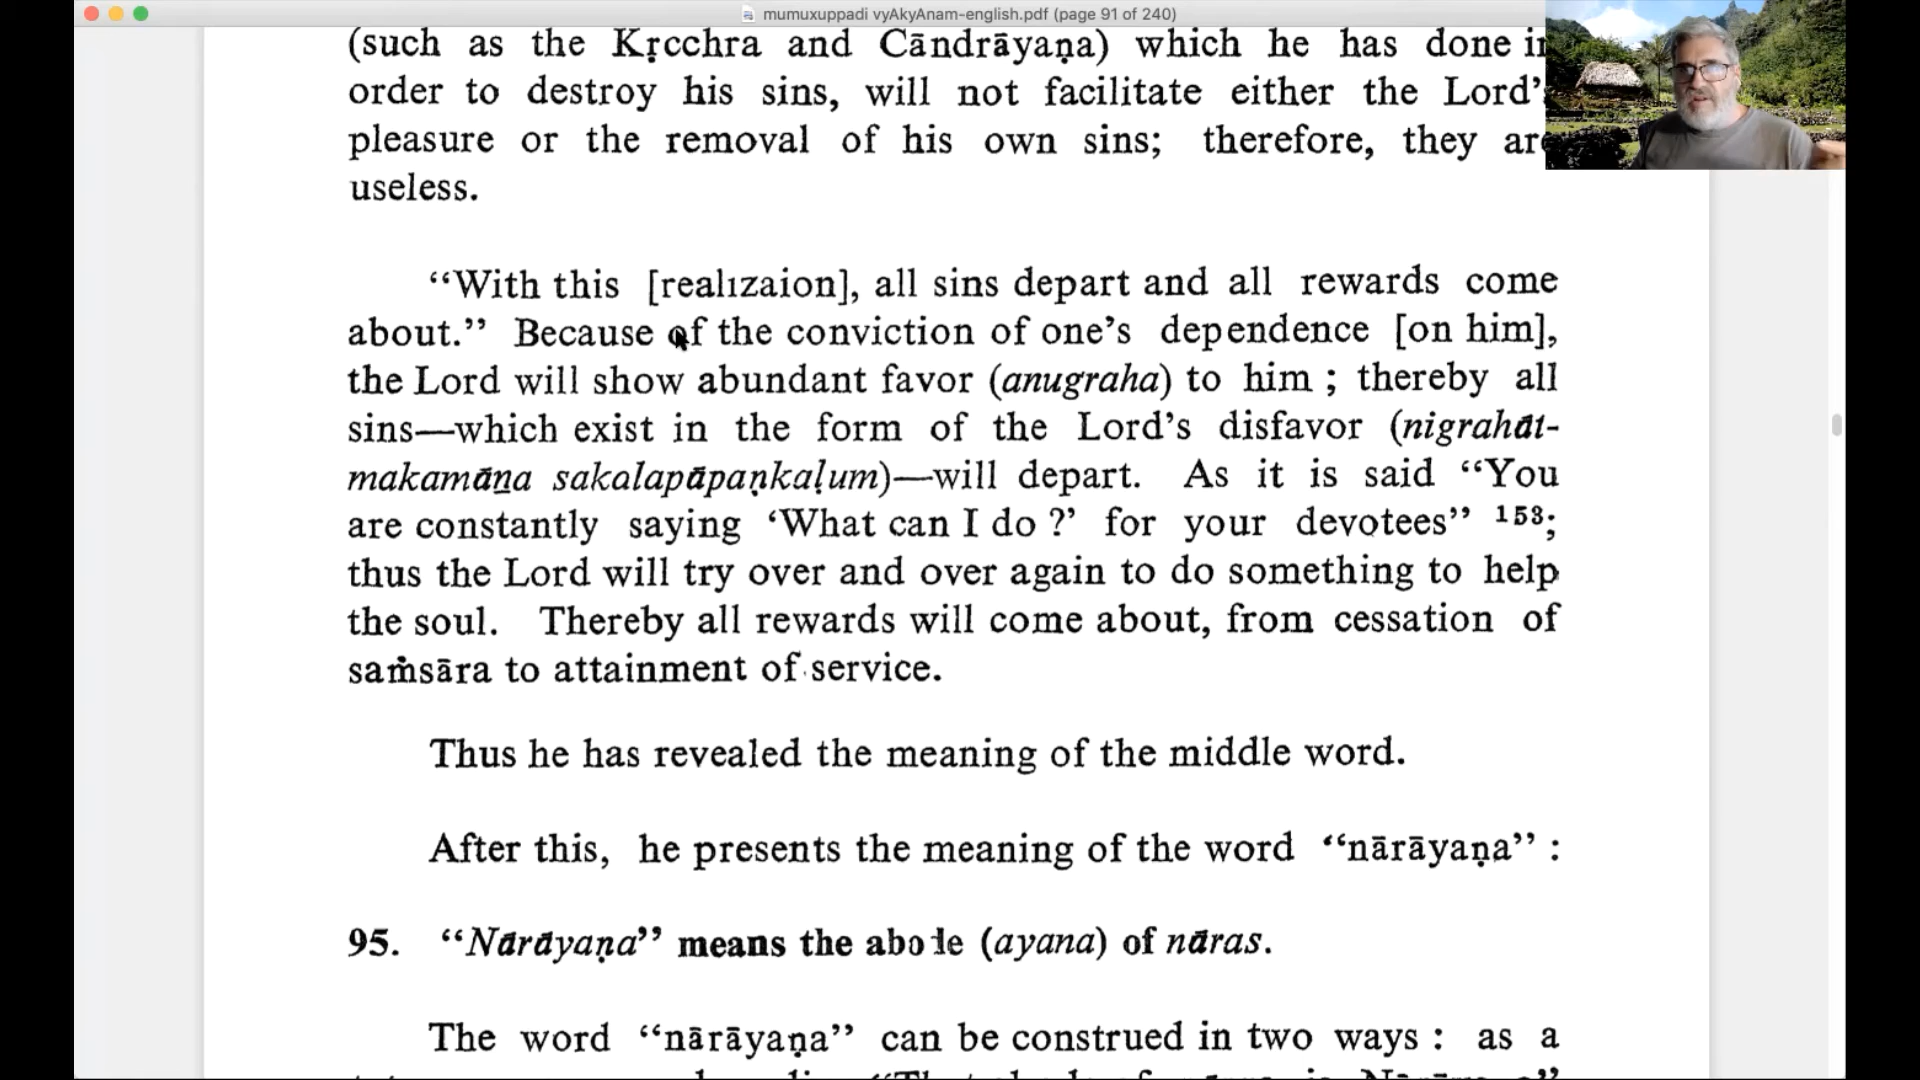 mumuxuppadi vyAkyAnam-english.pdf (page 91 of 240)
(such as the Kṛcchra and Cāndrāyaṇa) which he has done in
order to destroy his sins, will not facilitate either the Lord's
pleasure or the removal of his own sins; therefore, they are
useless.
“With this [realızaion], all sins depart and all rewards come
about.” Because of the conviction of one's dependence [on him],
the Lord will show abundant favor (anugraha) to him ; thereby all
sins—which exist in the form of the Lord's disfavor (nigrahāt-
makamāṉa sakalapāpaṇkaḷum)—will depart. As it is said “You
are constantly saying ‘What can I do ?’ for your devotees” ¹⁵³;
thus the Lord will try over and over again to do something to help
the soul. Thereby all rewards will come about, from cessation of
saṁsāra to attainment of service.
Thus he has revealed the meaning of the middle word.
After this, he presents the meaning of the word “nārāyaṇa” :
95. “Nārāyaṇa” means the abode (ayana) of nāras.
The word “nārāyaṇa” can be construed in two ways : as a